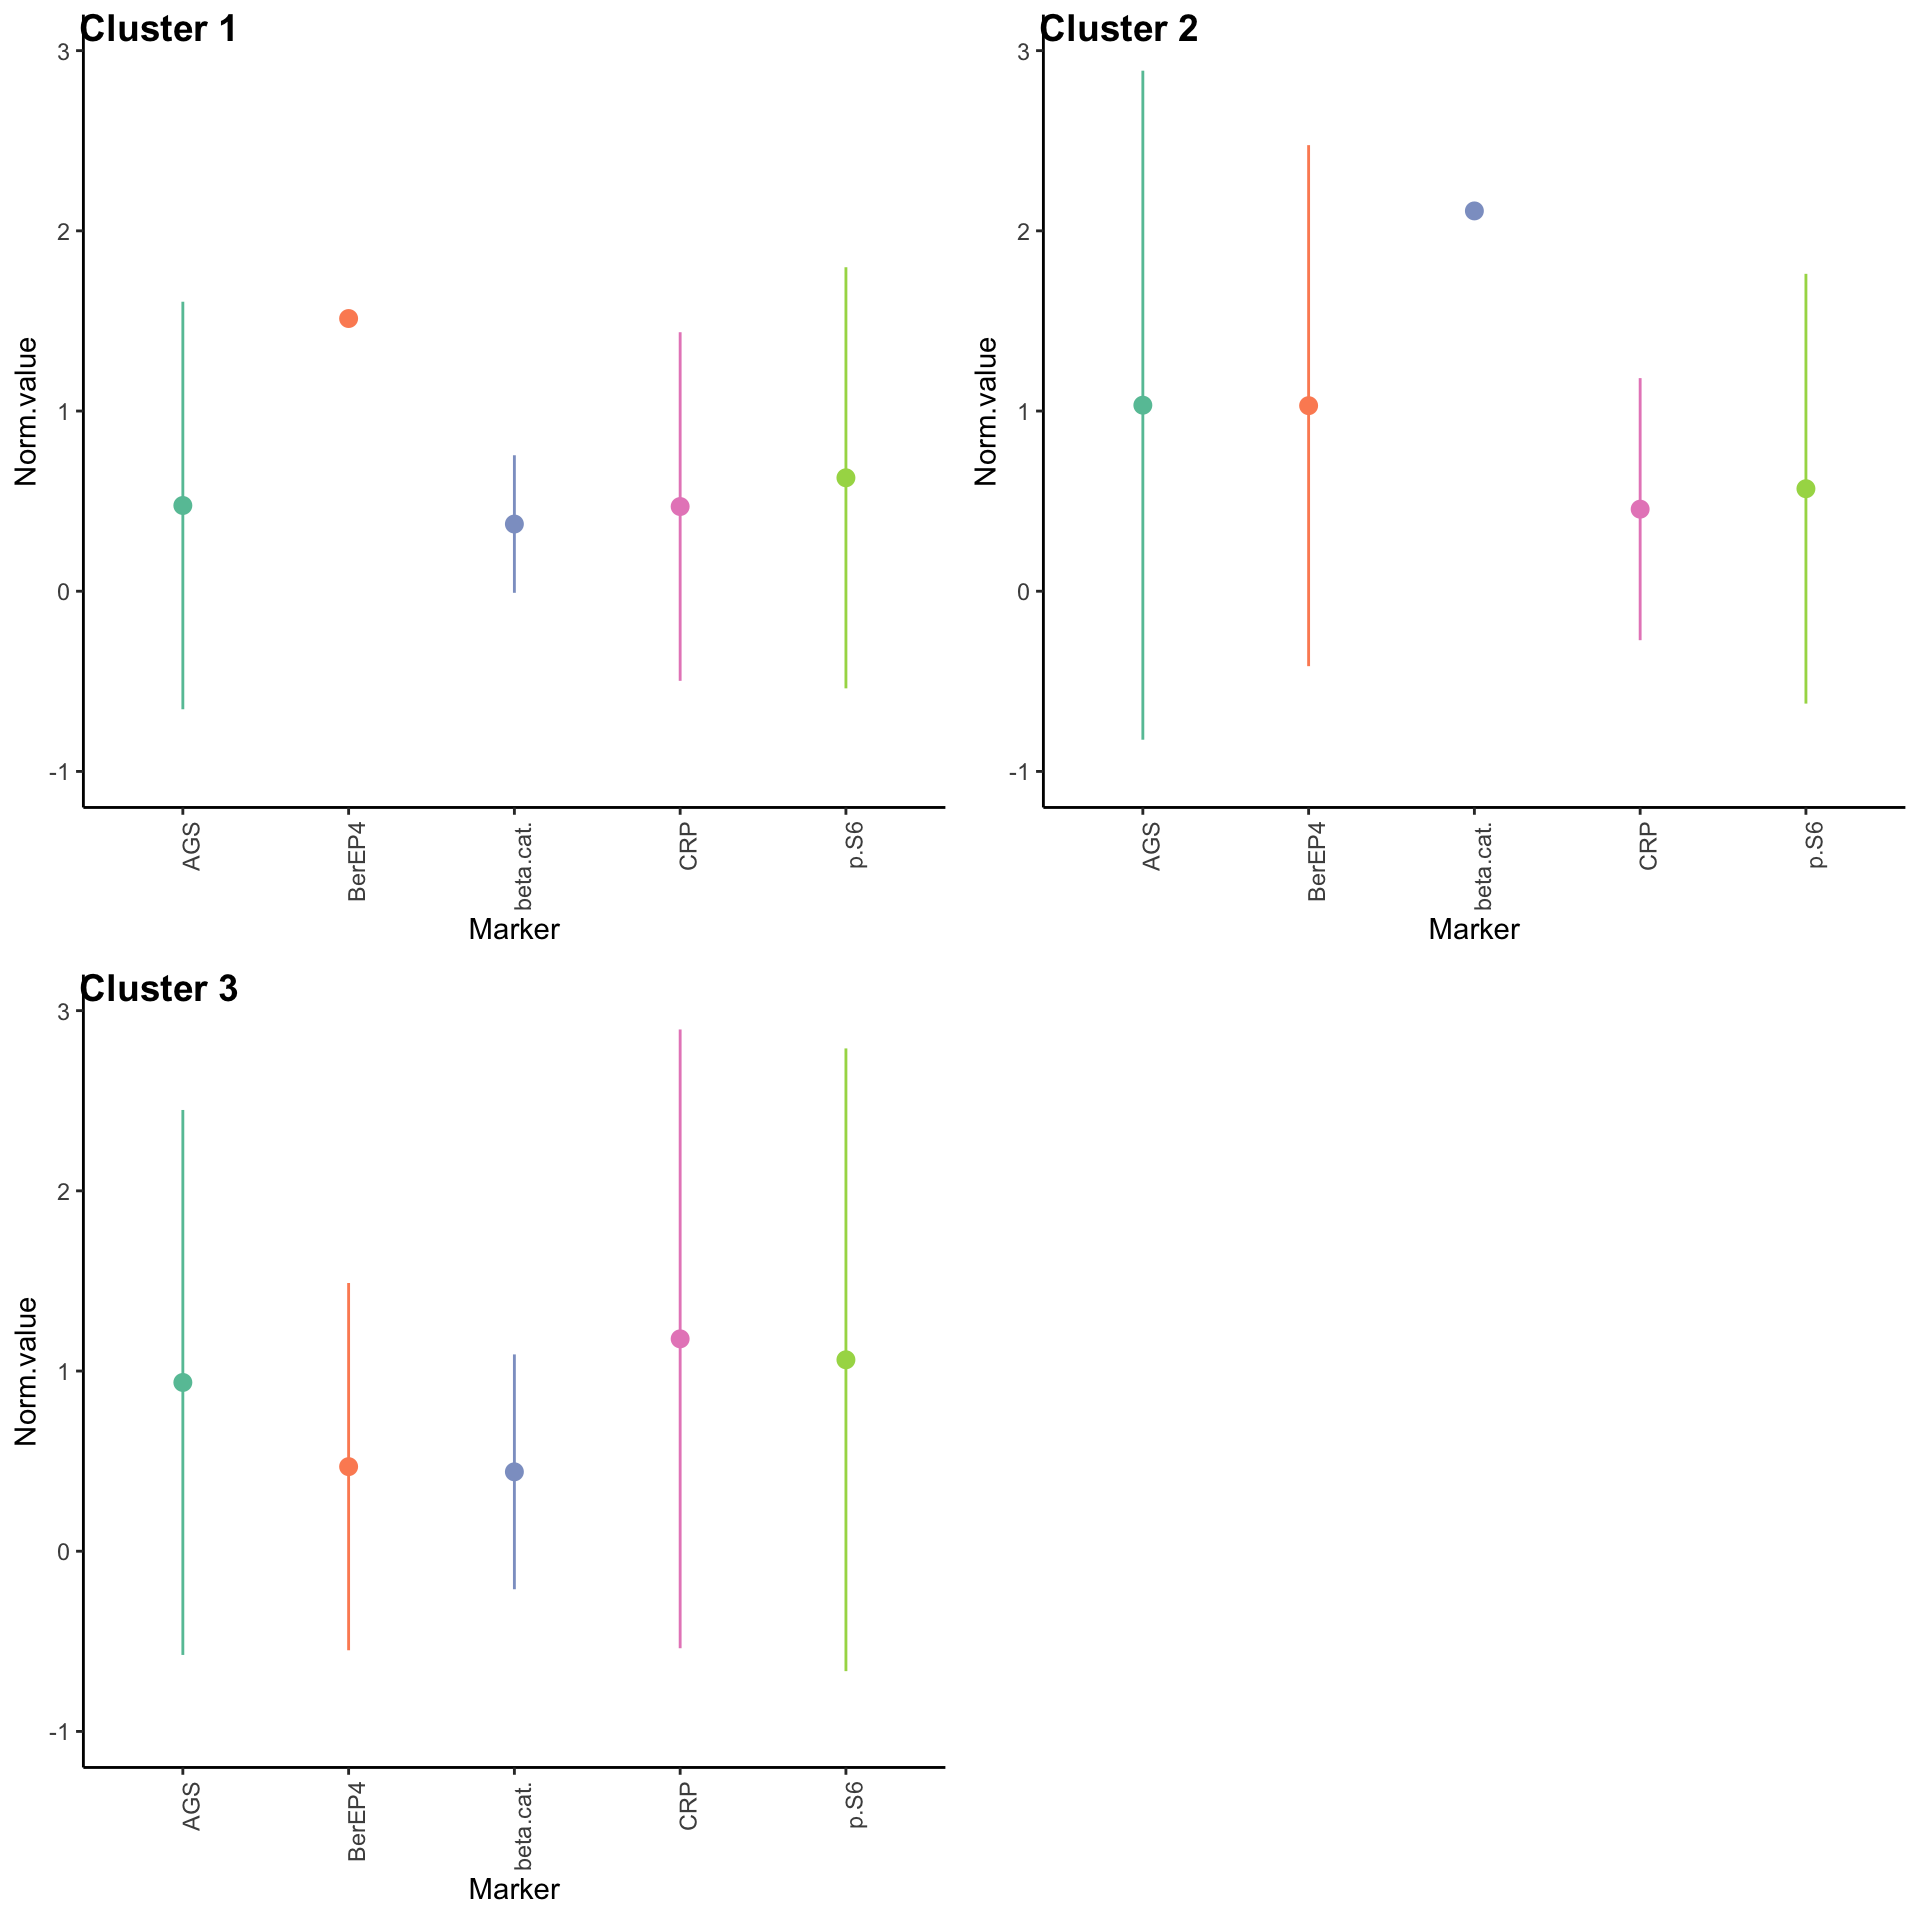 Cluster 1
3
2
1
0
-1
Norm.value
AGS
BerEP4
beta.cat.
CRP
p.S6
Marker
Cluster 2
3
2
1
0
-1
Norm.value
AGS
BerEP4
beta.cat.
CRP
p.S6
Marker
Cluster 3
3
2
1
0
-1
Norm.value
AGS
BerEP4
beta.cat.
CRP
p.S6
Marker